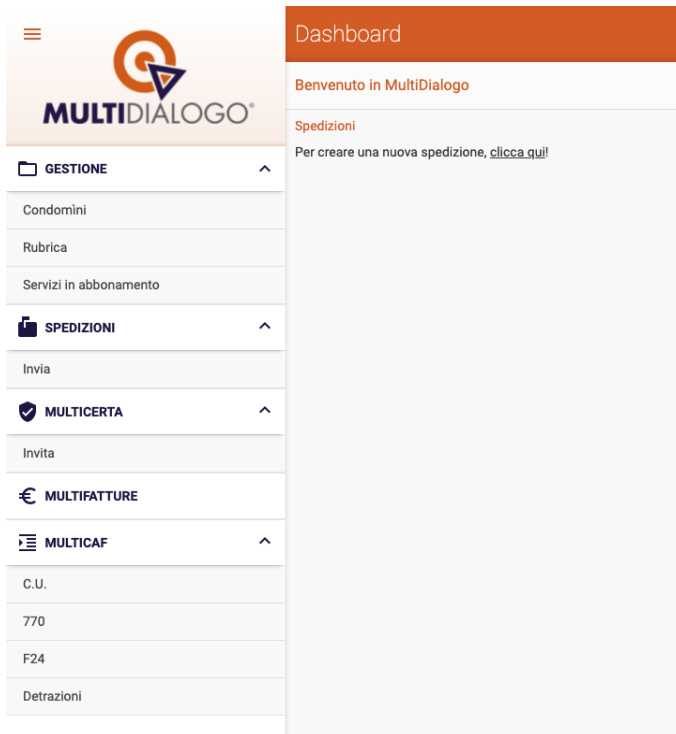 MULTIDIALOGO®
GESTIONE
Condomìni
Rubrica
Servizi in abbonamento
SPEDIZIONI
Invia
MULTICERTA
Invita
€ MULTIFATTURE
MULTICAF
C.U.
770
F24
Detrazioni
Dashboard
Benvenuto in MultiDialogo
Spedizioni
Per creare una nuova spedizione, clicca qui!